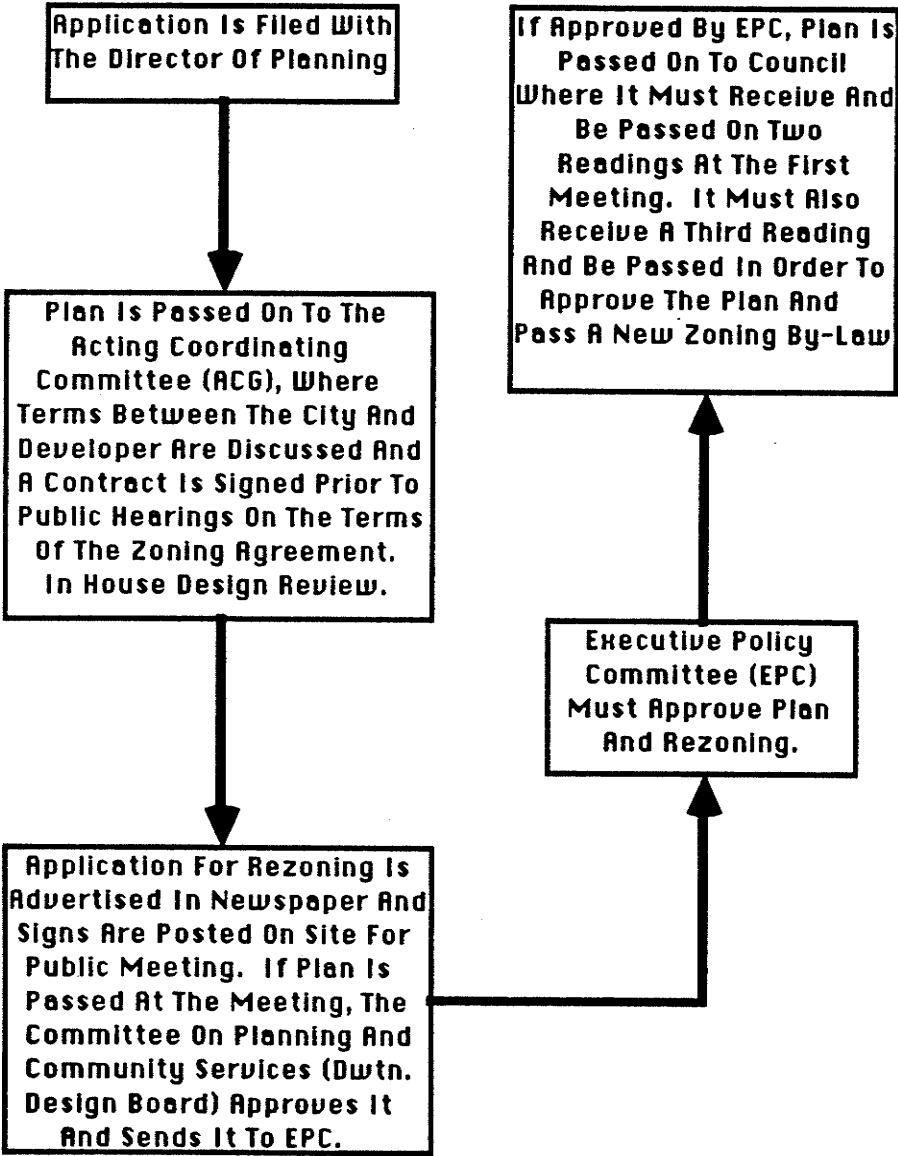 Application Is Filed With
The Director Of Planning
Plan Is Passed On To The
Acting Coordinating
Committee (ACG), Where
Terms Between The City And
Developer Are Discussed And
A Contract Is Signed Prior To
Public Hearings On The Terms
Of The Zoning Agreement.
In House Design Review.
Application For Rezoning Is
Advertised In Newspaper And
Signs Are Posted On Site For
Public Meeting. If Plan Is
Passed At The Meeting, The
Committee On Planning And
Community Services (Dwtn.
Design Board) Approves It
And Sends It To EPC.
Executive Policy
Committee (EPC)
Must Approve Plan
And Rezoning.
If Approved By EPC, Plan Is
Passed On To Council
Where It Must Receive And
Be Passed On Two
Readings At The First
Meeting. It Must Also
Receive A Third Reading
And Be Passed In Order To
Approve The Plan And
Pass A New Zoning By-Law